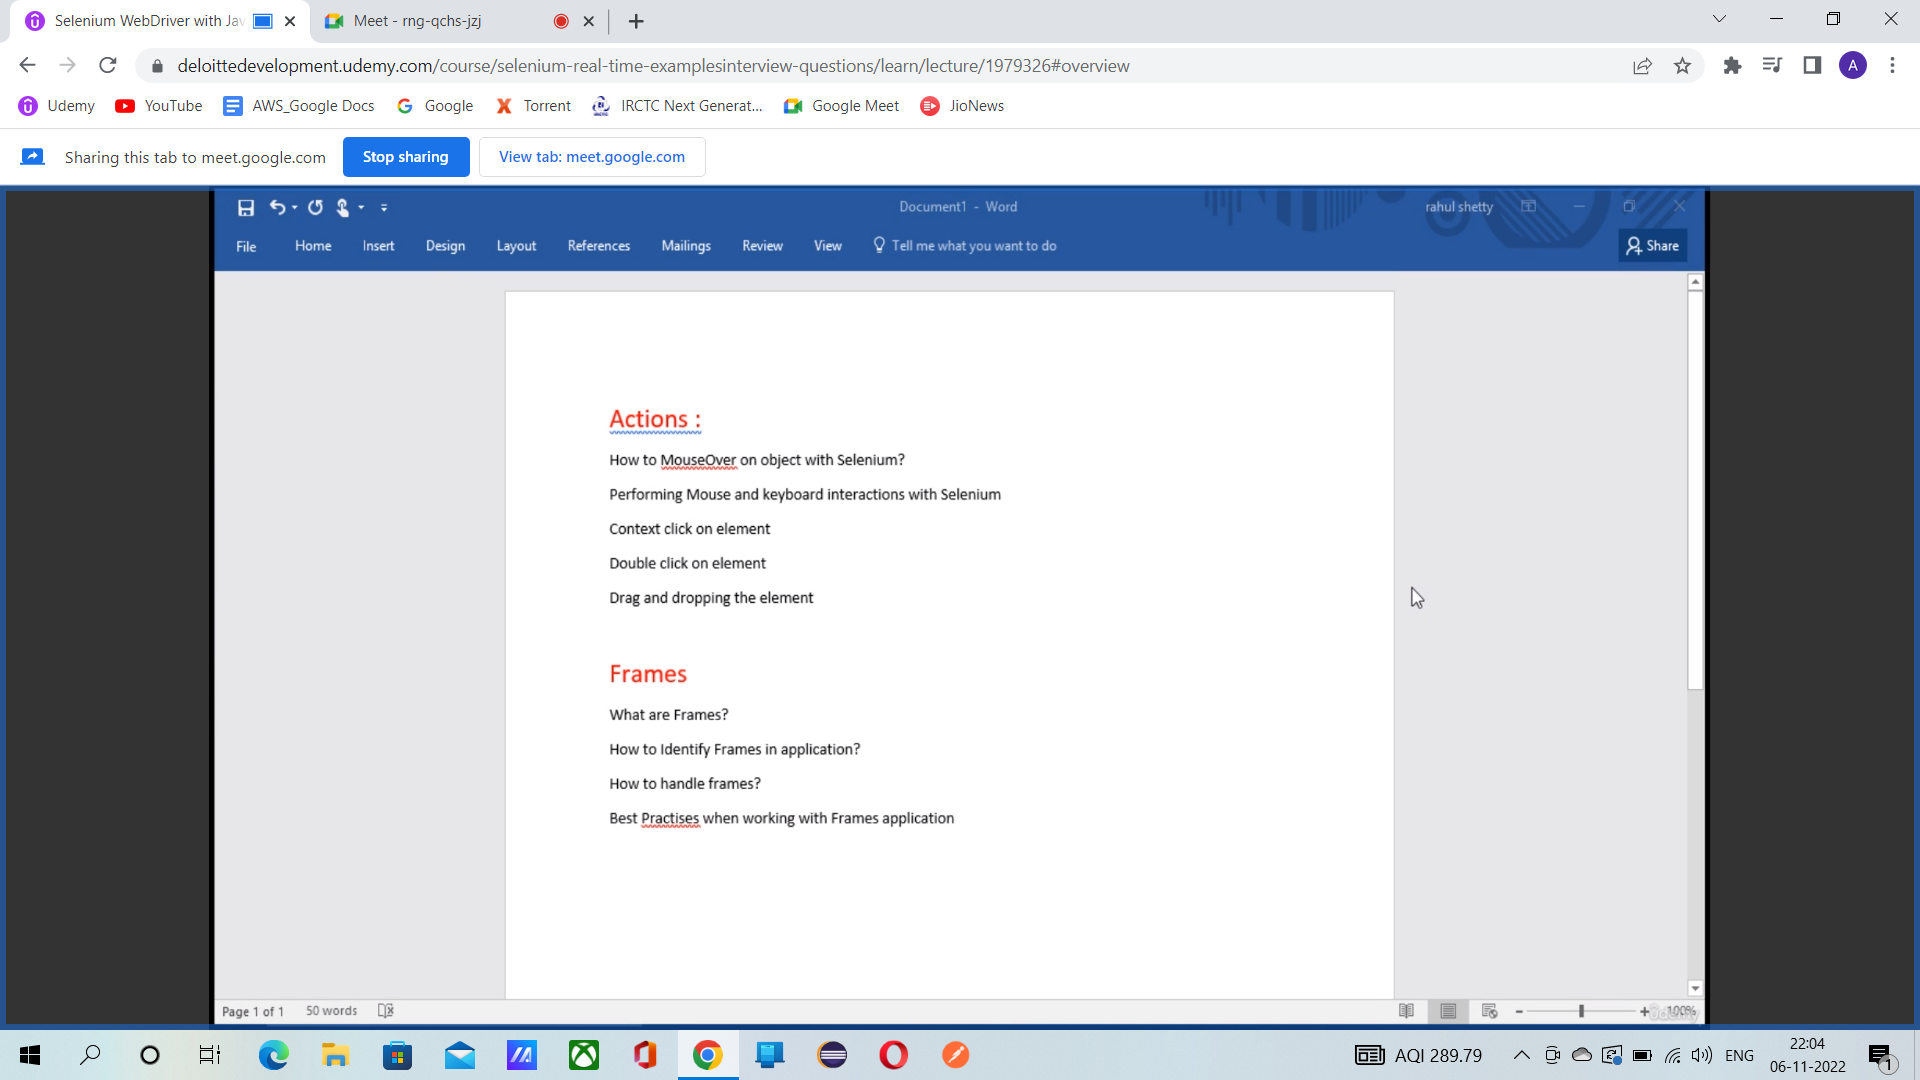 Selenium WebDriver with Jav
Meet - rng-qchs-jzj
deloittedevelopment.udemy.com/course/selenium-real-time-examplesinterview-questions/learn/lecture/1979326#overview
A
Udemy YouTube AWS_Google Docs Google Torrent IRCTC Next Generat... Google Meet JioNews
Sharing this tab to meet.google.com Stop sharing View tab: meet.google.com
Document1 - Word rahul shetty
File Home Insert Design Layout References Mailings Review View Tell me what you want to do Share
Actions :
How to MouseOver on object with Selenium?
Performing Mouse and keyboard interactions with Selenium
Context click on element
Double click on element
Drag and dropping the element
Frames
What are Frames?
How to Identify Frames in application?
How to handle frames?
Best Practises when working with Frames application
Page 1 of 1 50 words 100%
Udemy
AQI 289.79 ENG 22:04
06-11-2022
1